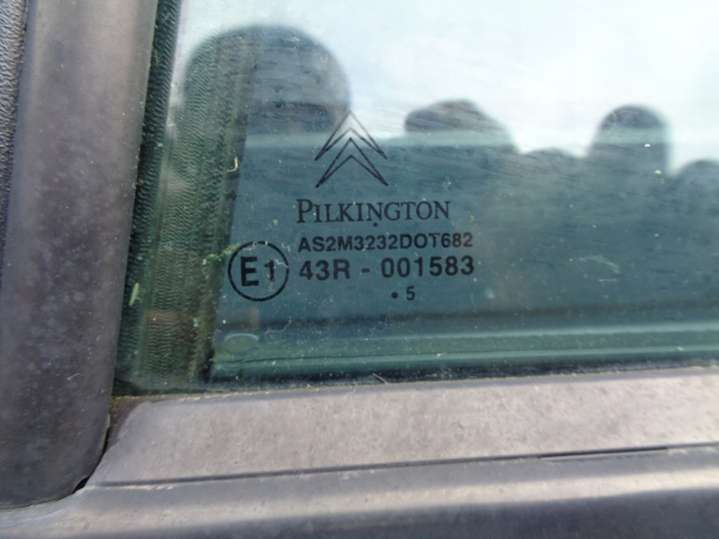 PILKINGTON
AS2M3232DOT682
E1 43R - 001583
• 5